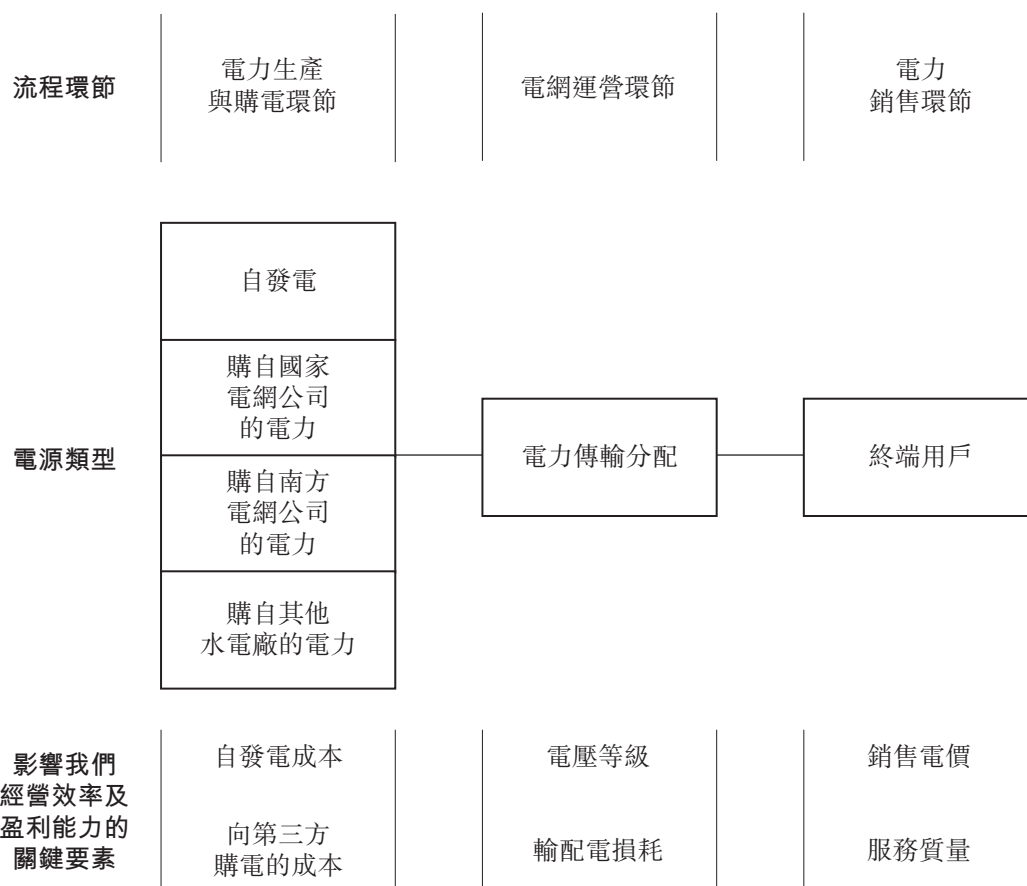 流程環節
電力生產
與購電環節
電網運營環節
電力
銷售環節
電源類型
自發電
購自國家
電網公司
的電力
購自南方
電網公司
的電力
購自其他
水電廠的電力
電力傳輸分配
終端用戶
影響我們
經營效率及
盈利能力的
關鍵要素
自發電成本
向第三方
購電的成本
電壓等級
輸配電損耗
銷售電價
服務質量